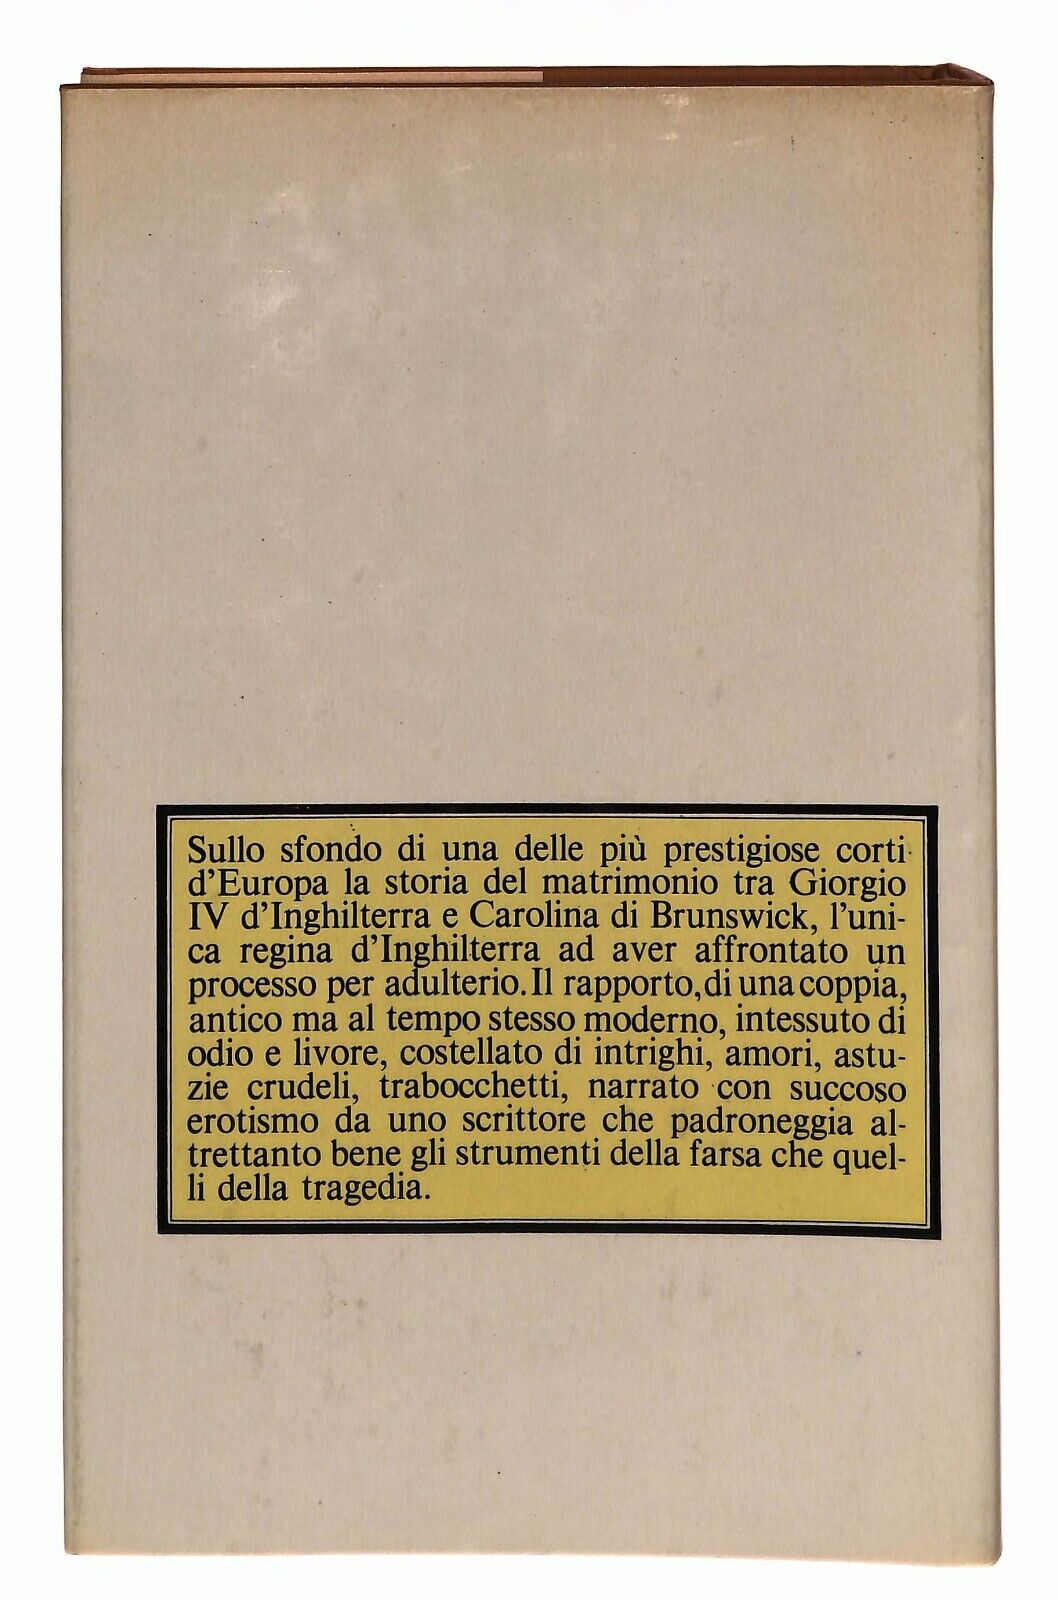 Sullo sfondo di una delle più prestigiose corti
d'Europa la storia del matrimonio tra Giorgio
IV d'Inghilterra e Carolina di Brunswick, l'uni-
ca regina d'Inghilterra ad aver affrontato un
processo per adulterio. Il rapporto, di una coppia,
antico ma al tempo stesso moderno, intessuto di
odio e livore, costellato di intrighi, amori, astu-
zie crudeli, trabocchetti, narrato con succoso
erotismo da uno scrittore che padroneggia al-
trettanto bene gli strumenti della farsa che quel-
li della tragedia.